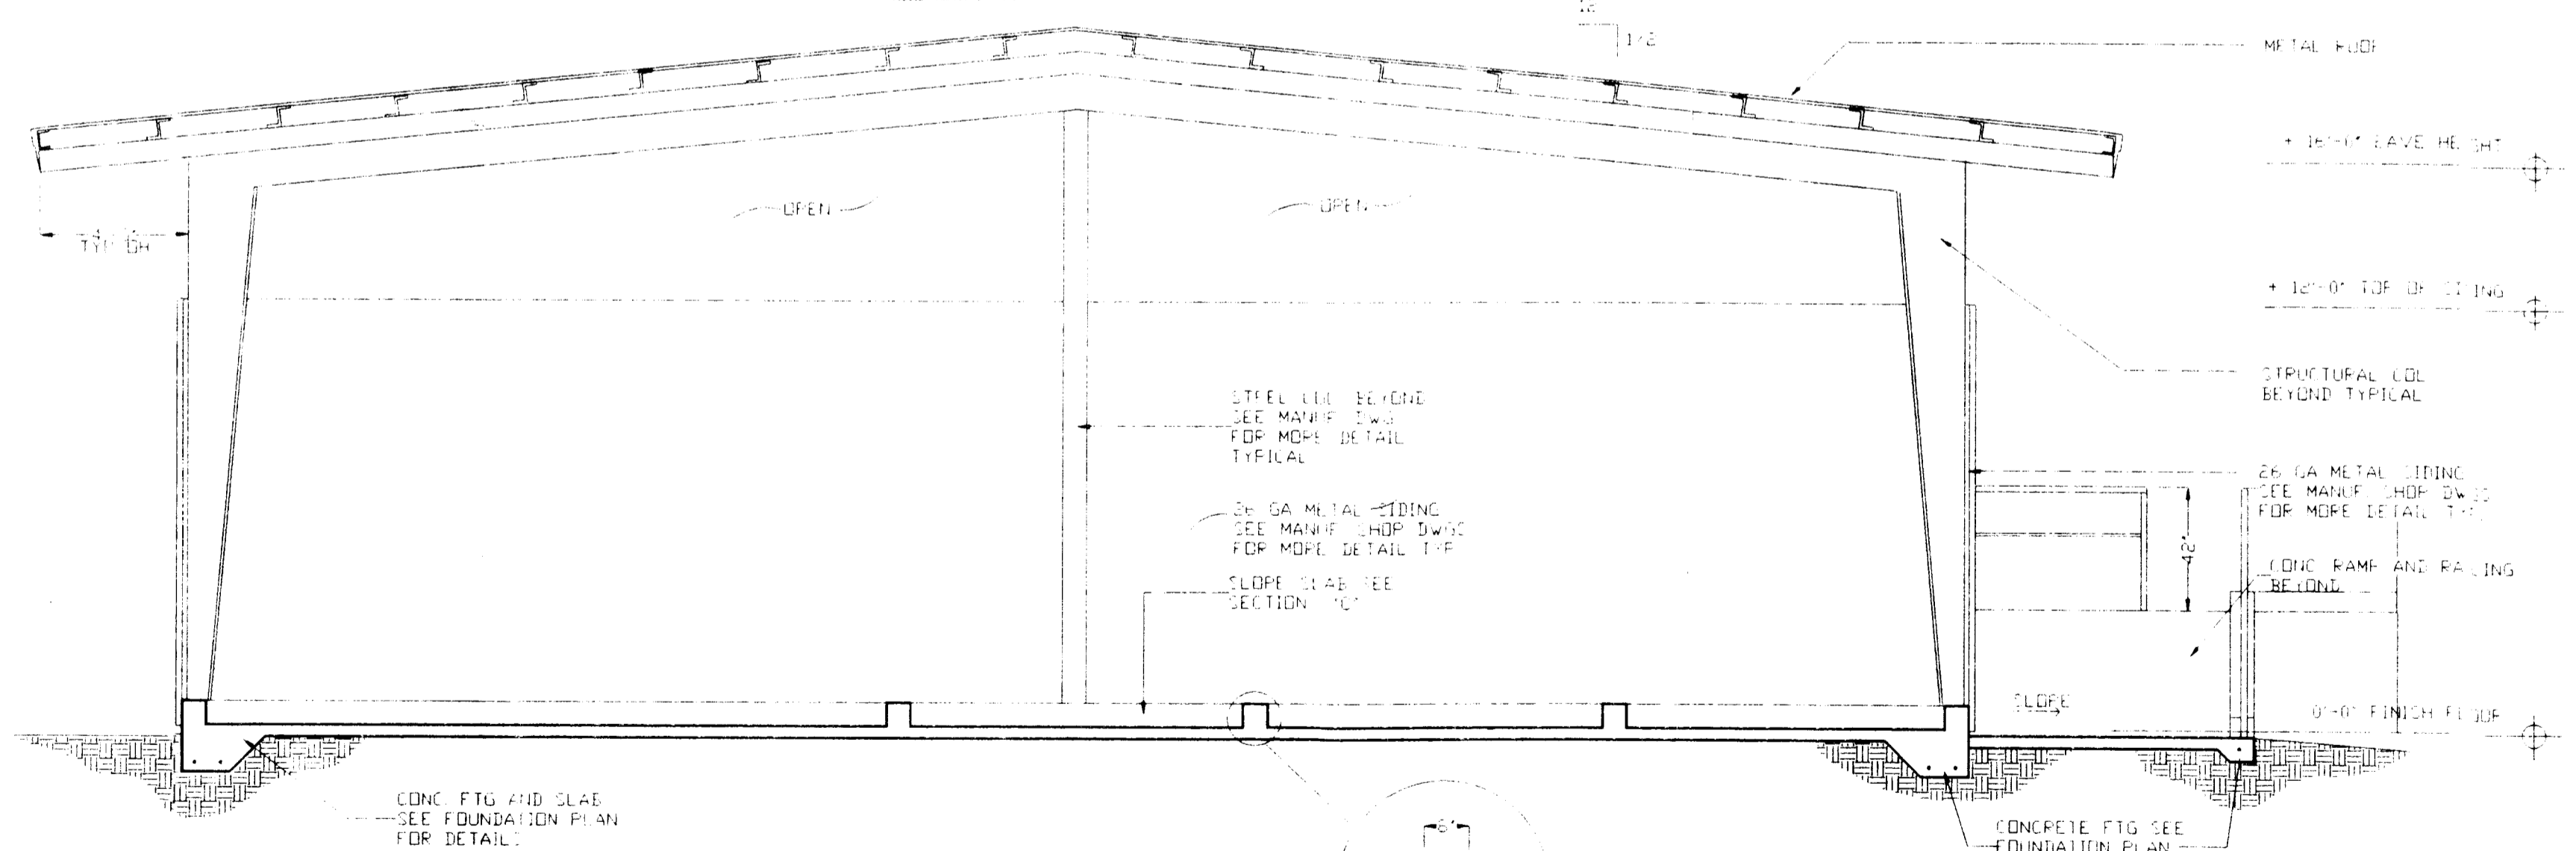 12
1/2
METAL ROOF
+ 16'-0" EAVE HEIGHT
OPEN
OPEN
TYP OH
+ 12'-0" TOP OF SIDING
STRUCTURAL COL
BEYOND TYPICAL
STEEL COL BEYOND
SEE MANUF DWG
FOR MORE DETAIL
TYPICAL
26 GA METAL SIDING
SEE MANUF SHOP DWGS
FOR MORE DETAIL TYP
26 GA METAL SIDING
SEE MANUF SHOP DWGS
FOR MORE DETAIL TYP
42"
CONC RAMP AND RAILING
BEYOND
SLOPE SLAB SEE
SECTION "C"
SLOPE
0'-0" FINISH FLOOR
CONC. FTG AND SLAB
SEE FOUNDATION PLAN
FOR DETAILS
6"
CONCRETE FTG SEE
FOUNDATION PLAN